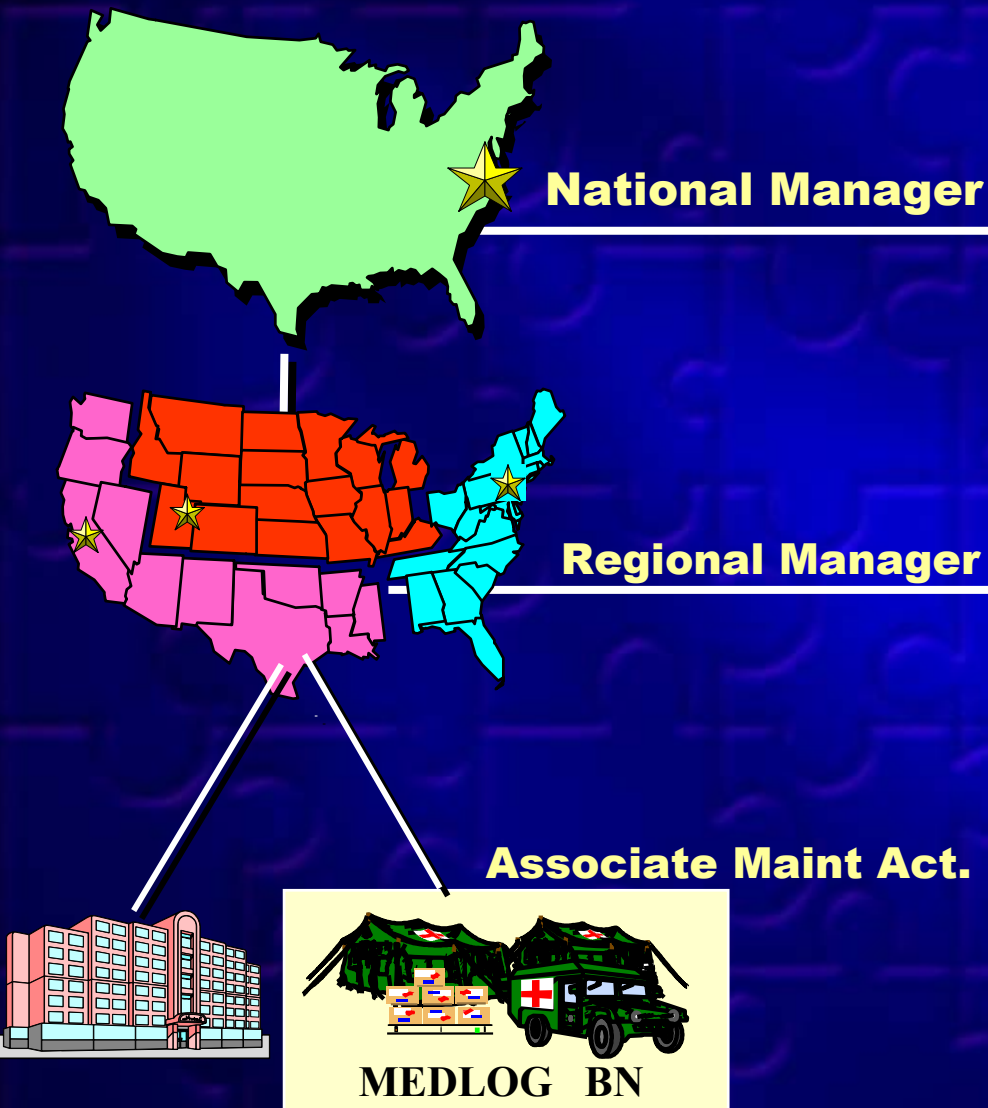 National Manager
Regional Manager
Associate Maint Act.
MEDLOG BN